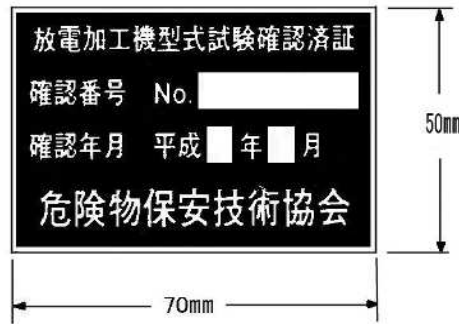 放電加工機型式試験確認済証
確認番号 No.
確認年月 平成 年 月
危険物保安技術協会
50mm
70mm